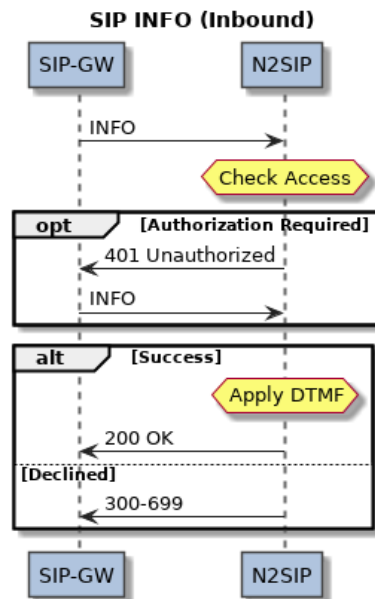 SIP INFO (Inbound)
SIP-GW N2SIP
INFO
Check Access
opt [Authorization Required]
401 Unauthorized
INFO
alt [Success]
Apply DTMF
200 OK
[Declined]
300-699
SIP-GW N2SIP